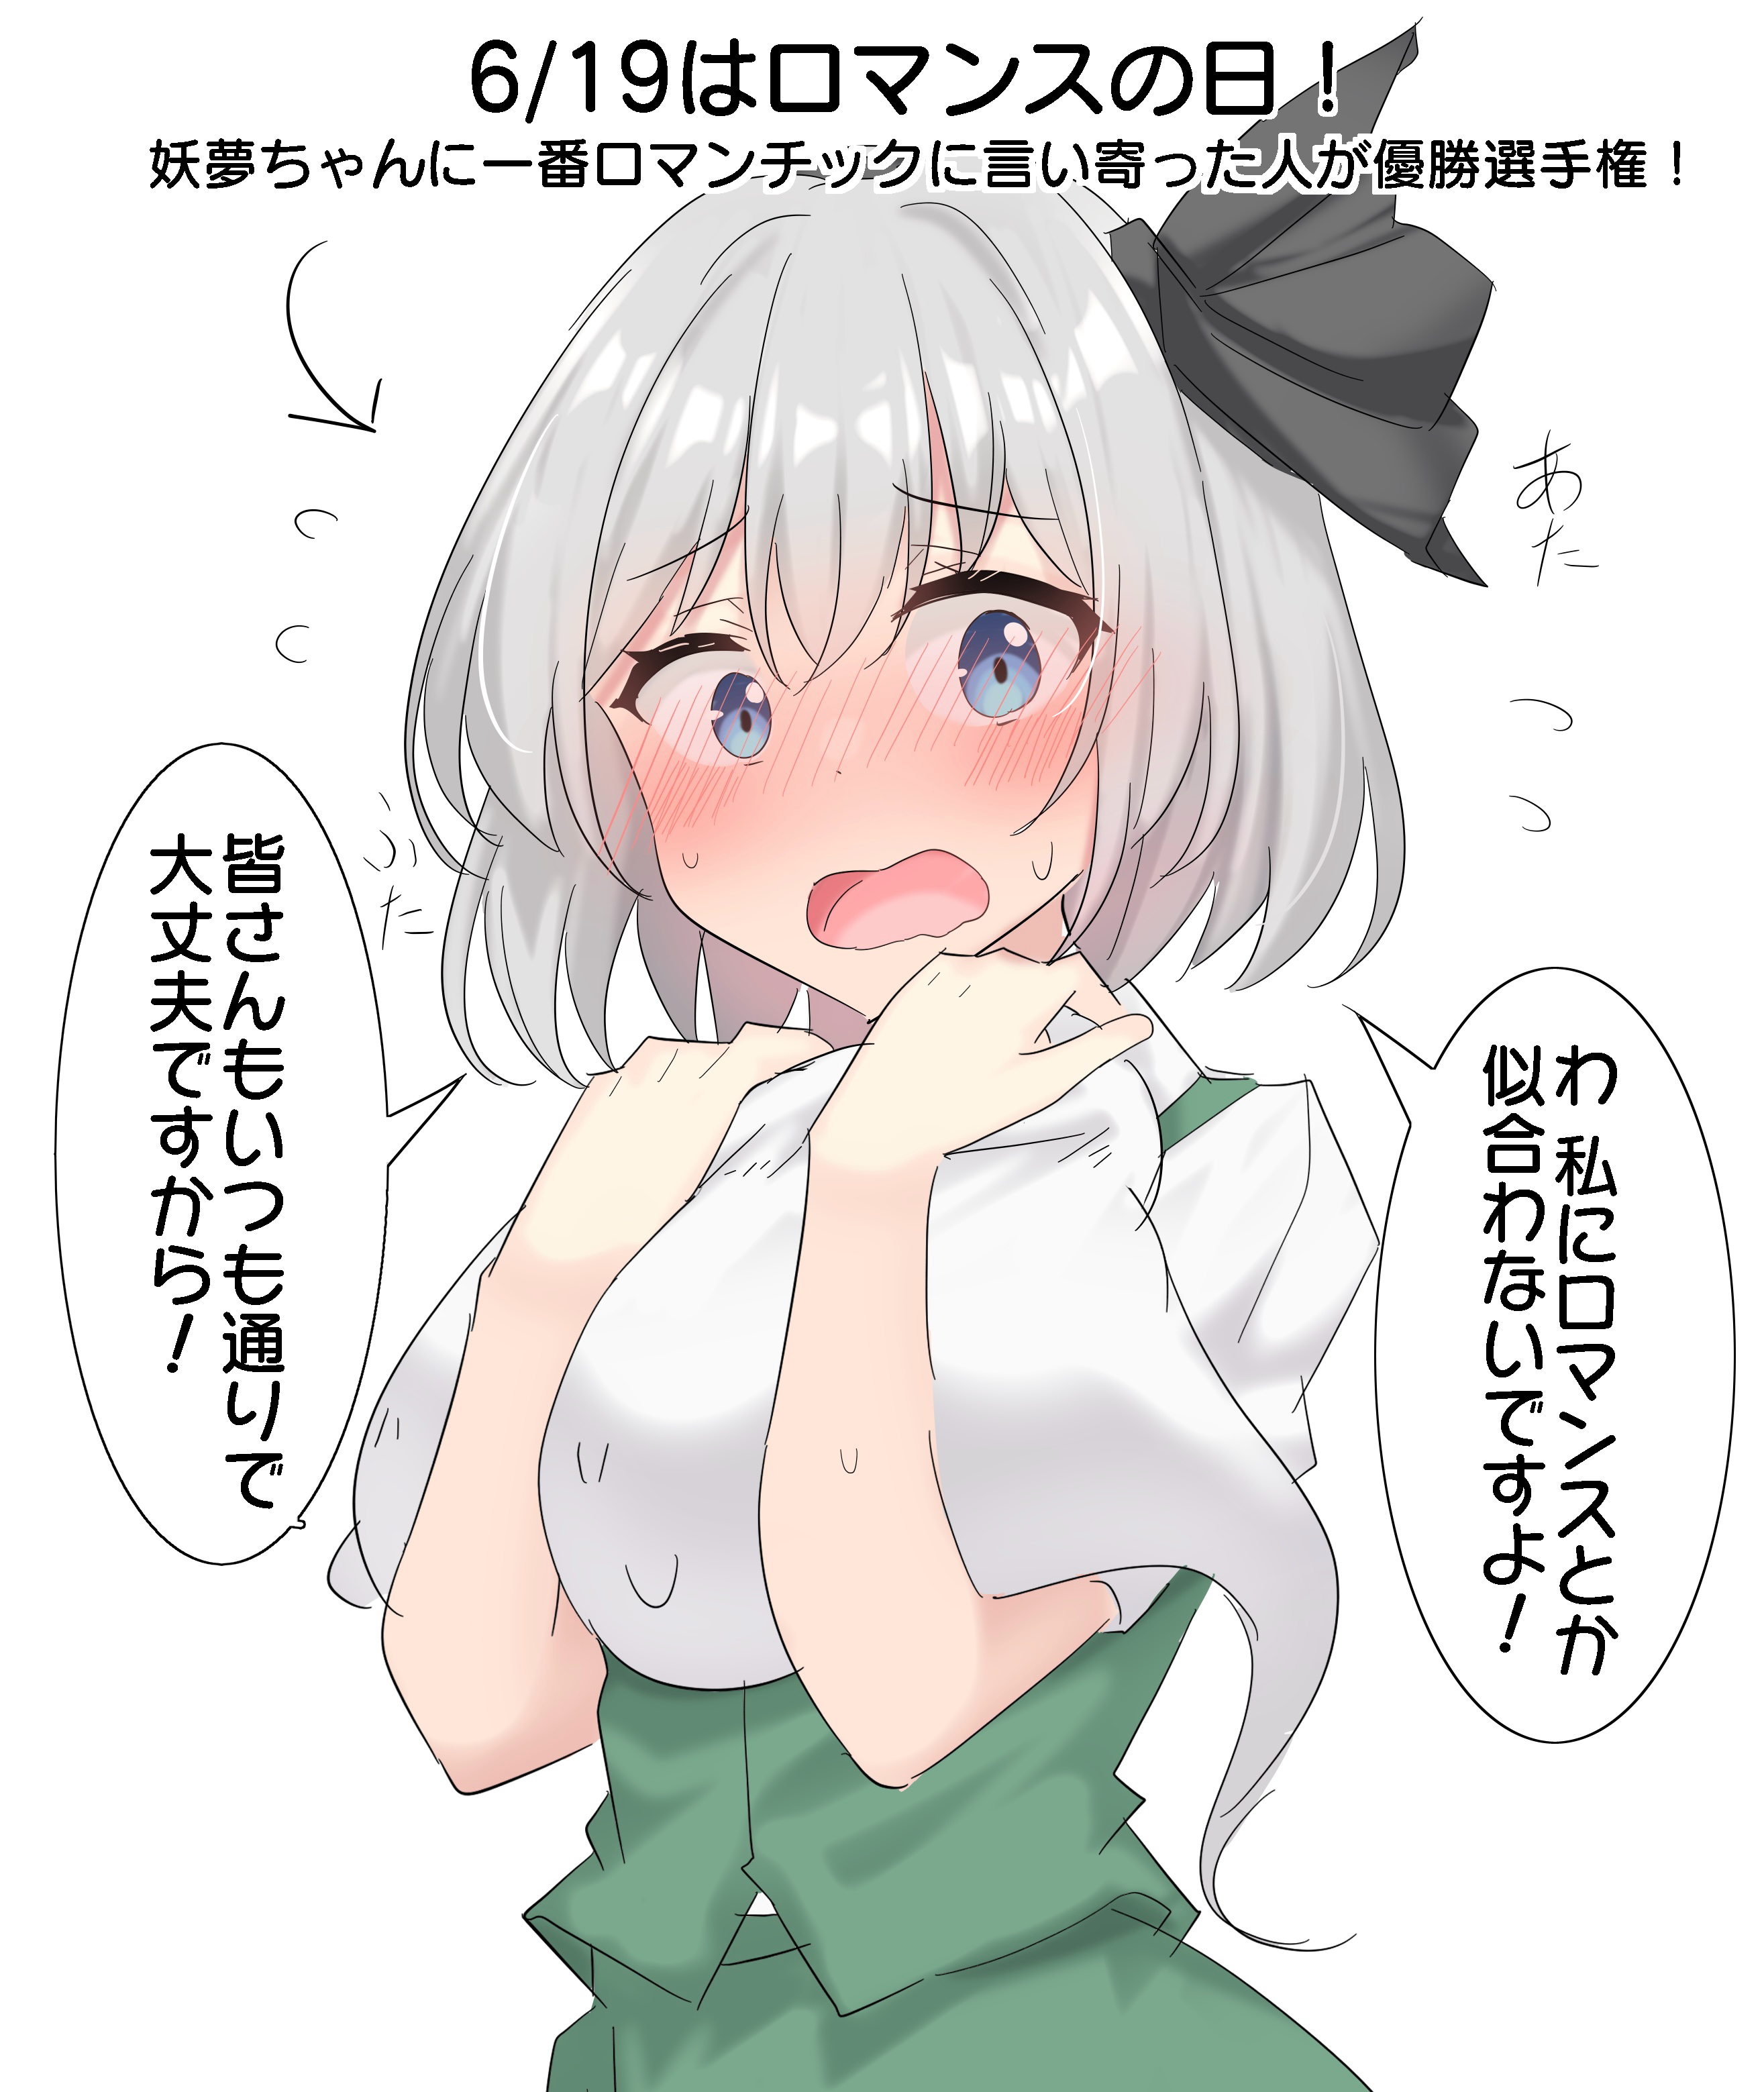 6/19はロマンスの日！
妖夢ちゃんに一番ロマンチックに言い寄った人が優勝選手権！
あた
わ 私にロマンスとか
似合わないですよ！
ふた
皆さんもいつも通りで
大丈夫ですから！